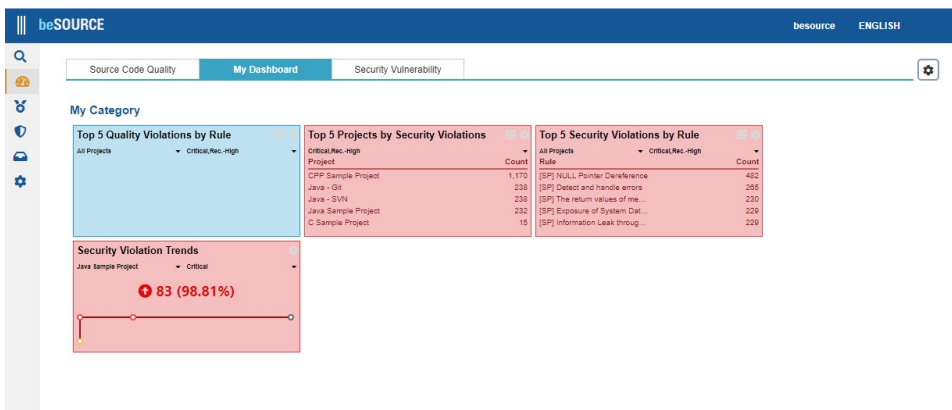 beSOURCE
besource ENGLISH
Source Code Quality My Dashboard Security Vulnerability
My Category
Top 5 Quality Violations by Rule
All Projects Critical,Rec.-High
Top 5 Projects by Security Violations
Critical,Rec.-High
Project Count
CPP Sample Project 1,170
Java - Git 238
Java - SVN 238
Java Sample Project 232
C Sample Project 15
Top 5 Security Violations by Rule
All Projects Critical,Rec.-High
Rule Count
[SP] NULL Pointer Dereference 482
[SP] Detect and handle errors 265
[SP] The return values of me... 230
[SP] Exposure of System Dat... 229
[SP] Information Leak throug... 229
Security Violation Trends
Java Sample Project Critical
83 (98.81%)